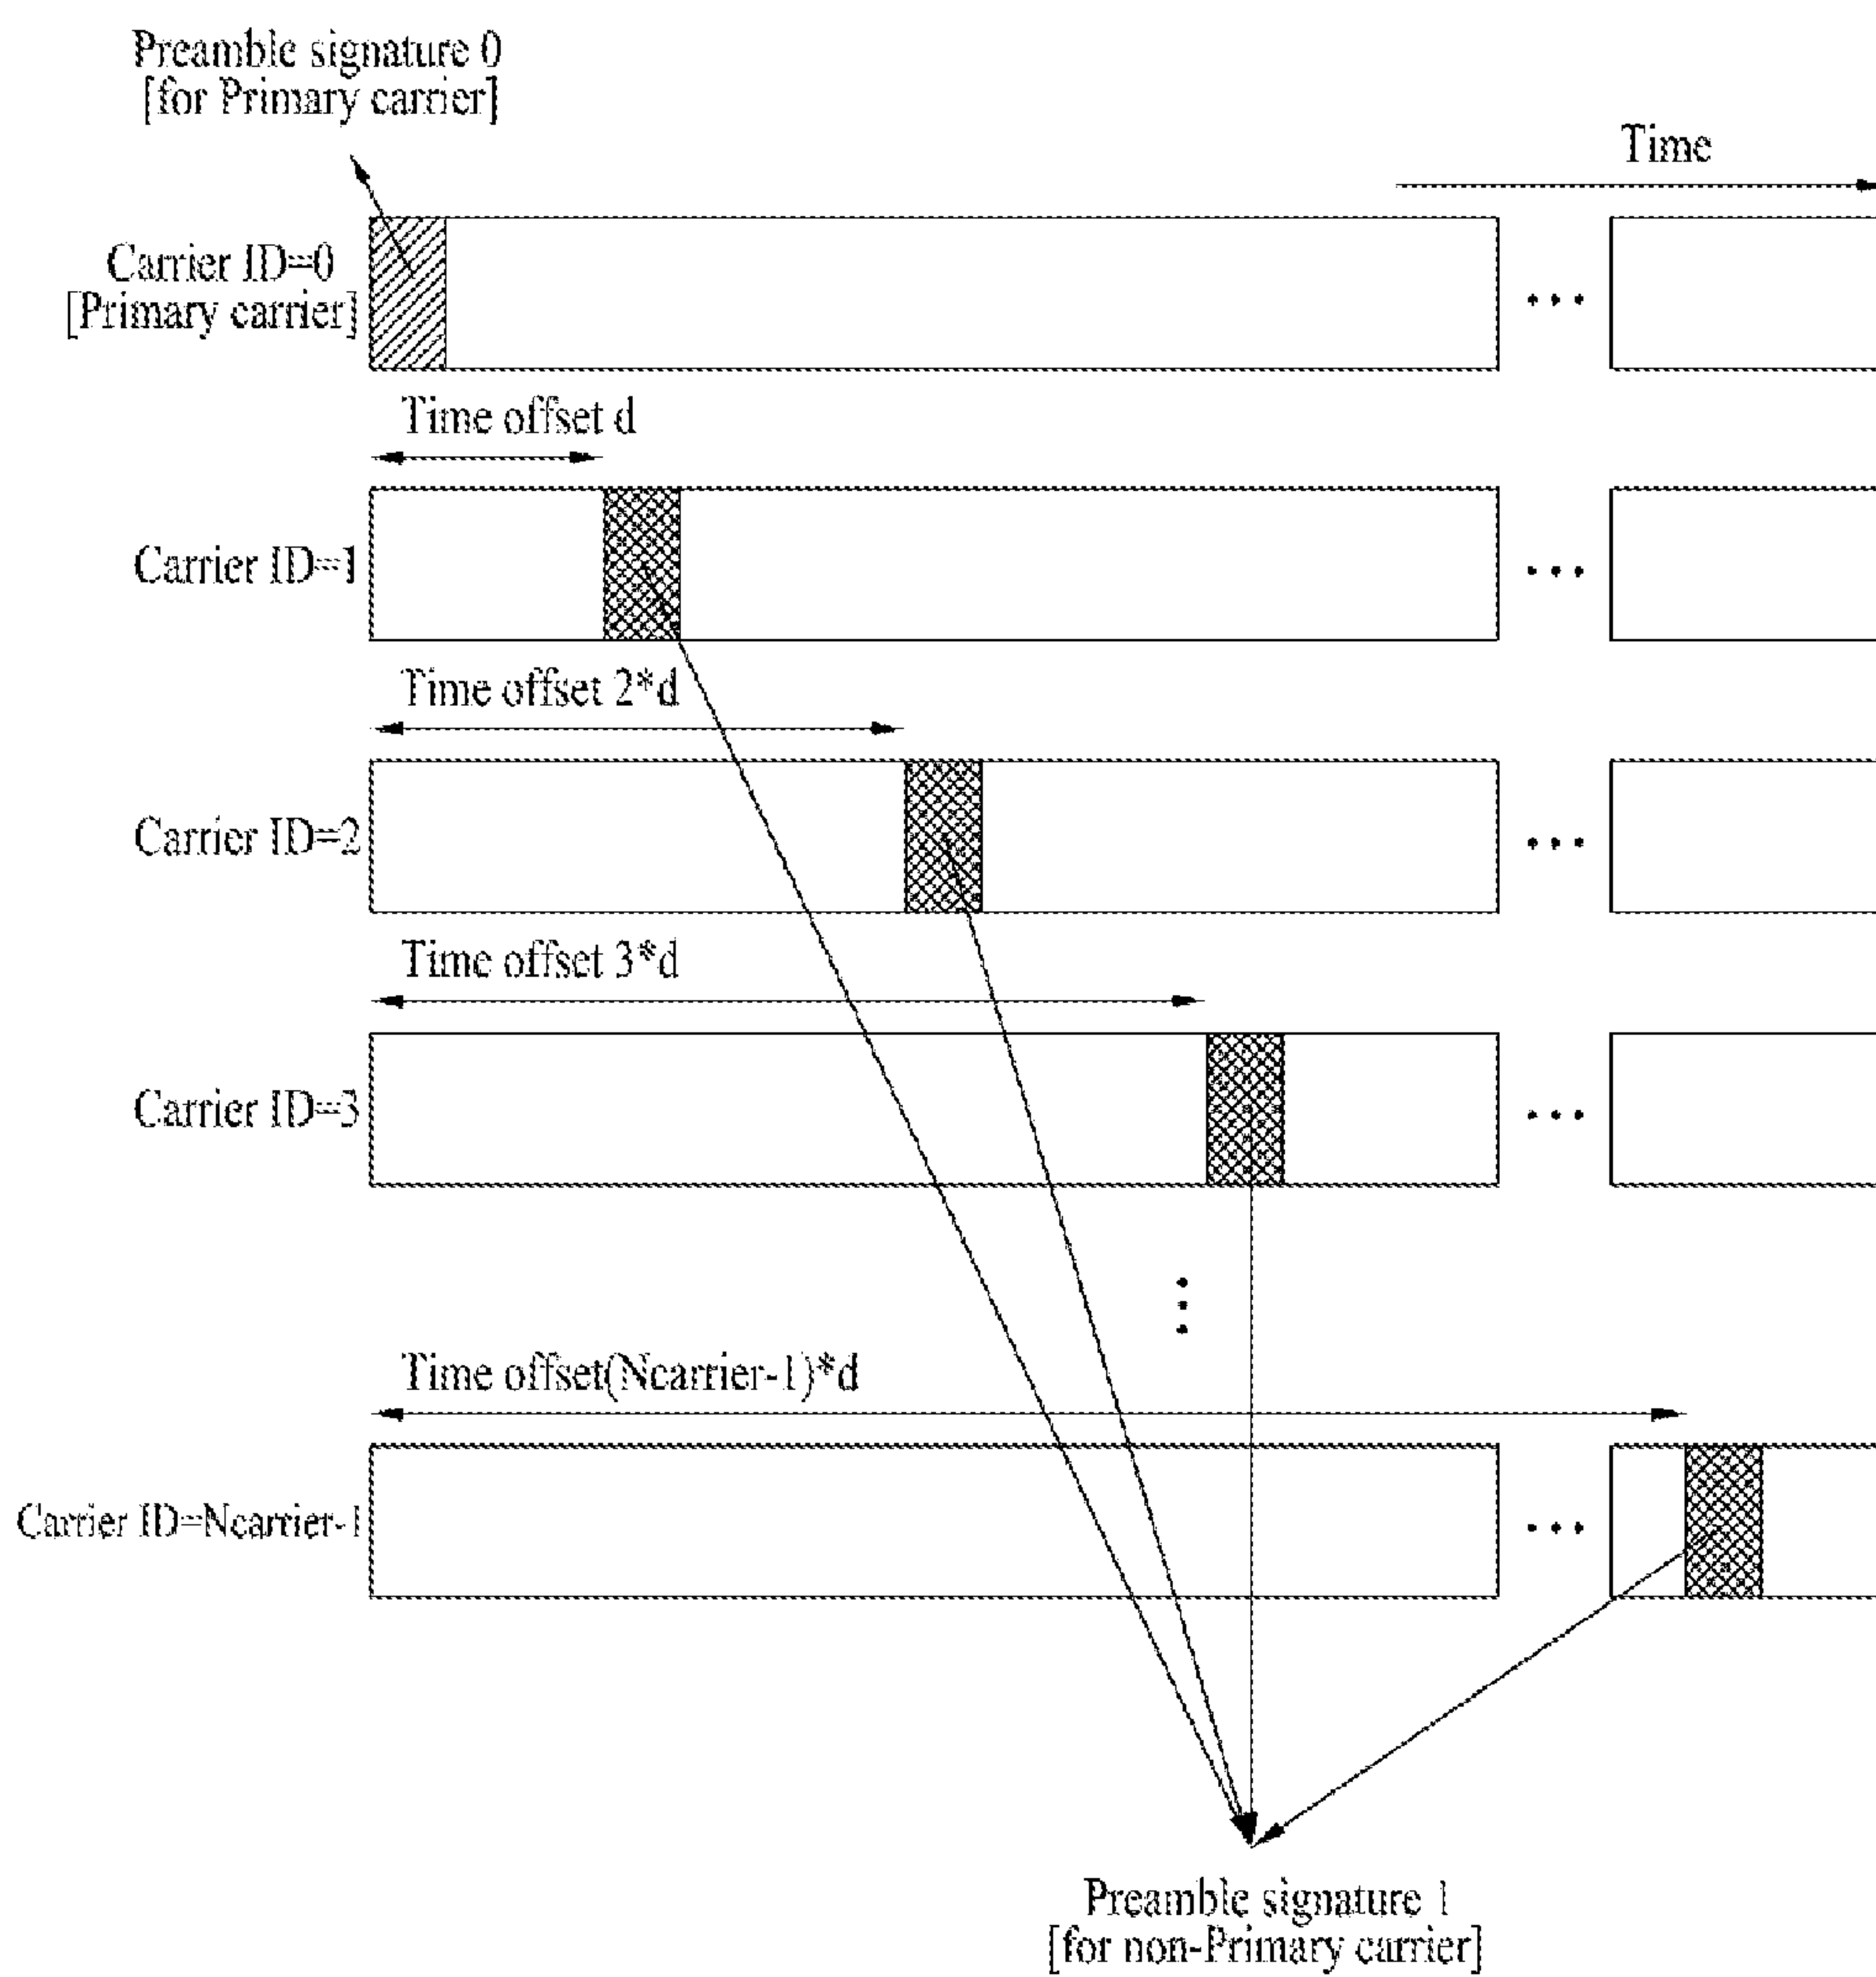 Preamble signature 0
[for Primary carrier]
Time
Carrier ID=0
[Primary carrier]
Time offset d
Carrier ID=1
Time offset 2*d
Carrier ID=2
Time offset 3*d
Carrier ID=3
Time offset(Ncarrier-1)*d
Carrier ID=Ncarrier-1
Preamble signature 1
[for non-Primary carrier]